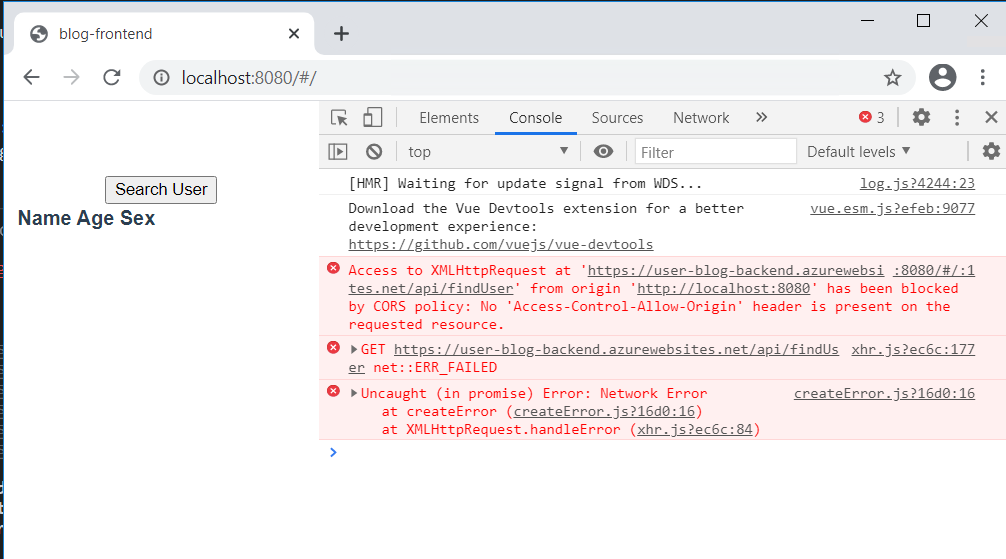 blog-frontend
localhost:8080/#/
Elements Console Sources Network 3
top Filter Default levels
Search User
Name Age Sex
[HMR] Waiting for update signal from WDS... log.js?4244:23
Download the Vue Devtools extension for a better vue.esm.js?efeb:9077
development experience:
https://github.com/vuejs/vue-devtools
Access to XMLHttpRequest at 'https://user-blog-backend.azurewebsi :8080/#/:1
tes.net/api/findUser' from origin 'http://localhost:8080' has been blocked
by CORS policy: No 'Access-Control-Allow-Origin' header is present on the
requested resource.
GET https://user-blog-backend.azurewebsites.net/api/findUs xhr.js?ec6c:177
er net::ERR_FAILED
Uncaught (in promise) Error: Network Error createError.js?16d0:16
at createError (createError.js?16d0:16)
at XMLHttpRequest.handleError (xhr.js?ec6c:84)